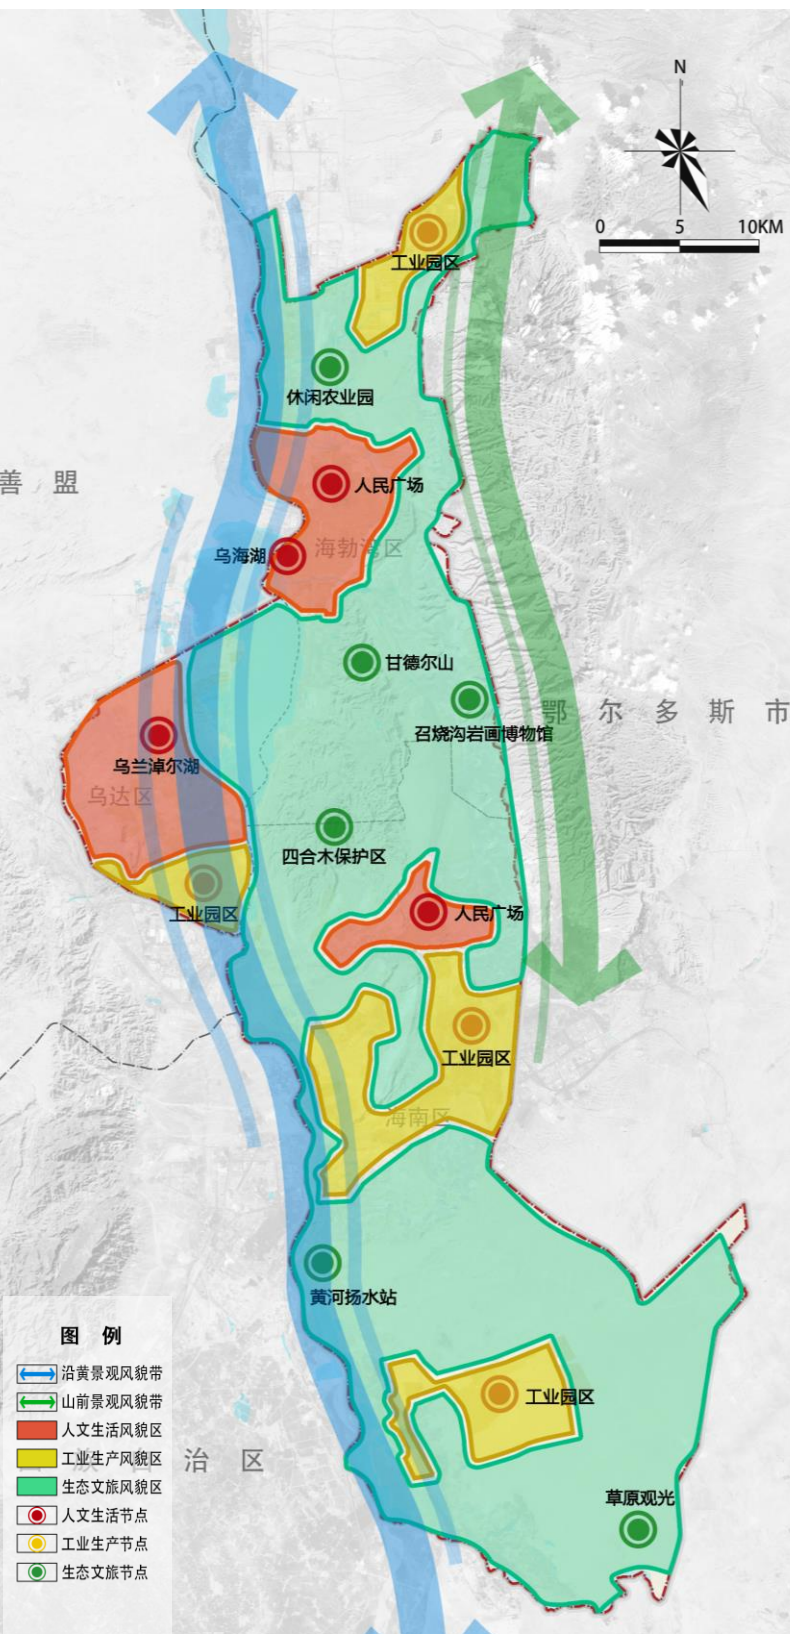 N
0 5 10KM
工业园区
休闲农业园
善 盟
人民广场
乌海湖
海勃湾区
甘德尔山
召烧沟岩画博物馆
鄂 尔 多 斯 市
乌兰淖尔湖
乌达区
四合木保护区
工业园区
人民广场
工业园区
海南区
黄河扬水站
工业园区
草原观光
族 自 治 区
图 例
沿黄景观风貌带
山前景观风貌带
人文生活风貌区
工业生产风貌区
生态文旅风貌区
人文生活节点
工业生产节点
生态文旅节点